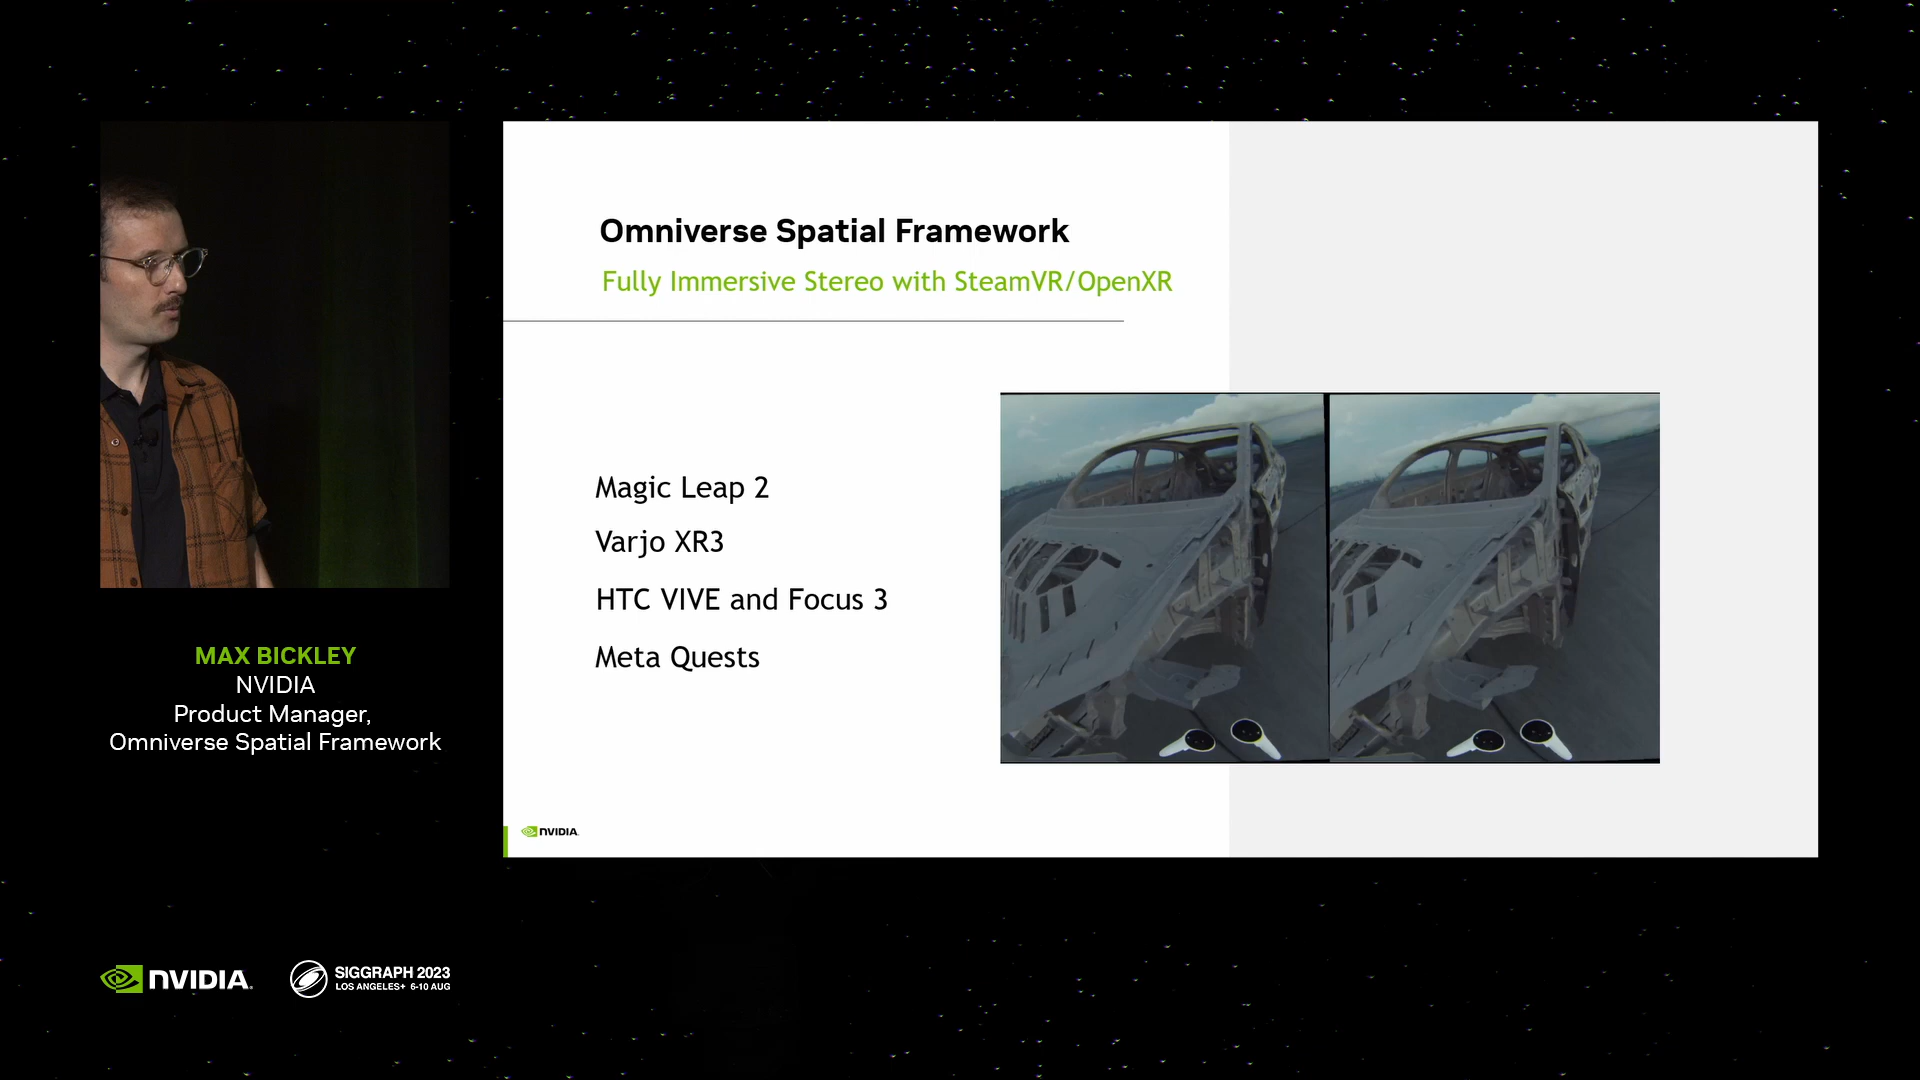 Omniverse Spatial Framework
Fully Immersive Stereo with SteamVR/OpenXR
Magic Leap 2
Varjo XR3
HTC VIVE and Focus 3
Meta Quests
NVIDIA
MAX BICKLEY
NVIDIA
Product Manager,
Omniverse Spatial Framework
NVIDIA.
SIGGRAPH 2023
LOS ANGELES+ 6-10 AUG